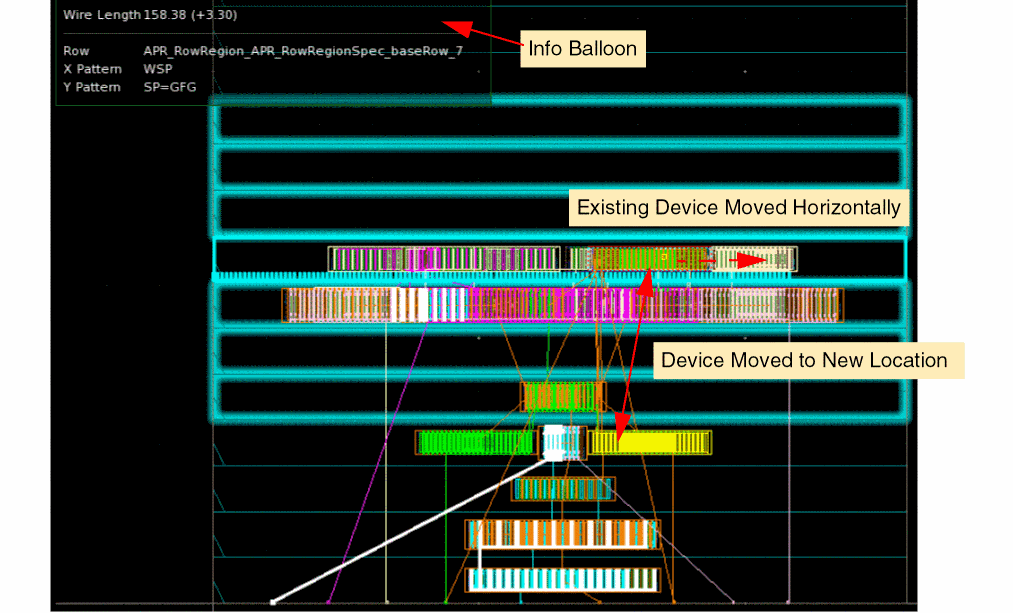 Wire Length 158.38 (+3.30)
Info Balloon
Row APR_RowRegion_APR_RowRegionSpec_baseRow_7
X Pattern WSP
Y Pattern SP=GFG
Existing Device Moved Horizontally
Device Moved to New Location